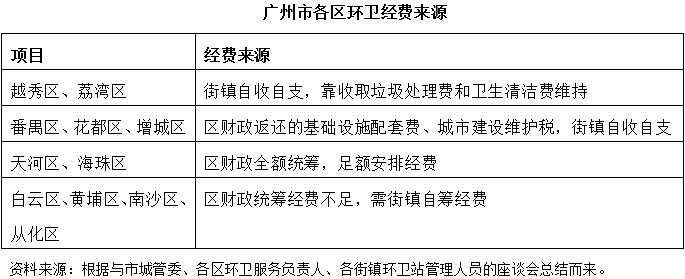 广州市各区环卫经费来源
项目 经费来源
越秀区、荔湾区 街镇自收自支，靠收取垃圾处理费和卫生清洁费维持
番禺区、花都区、增城区 区财政返还的基础设施配套费、城市建设维护税，街镇自收自支
天河区、海珠区 区财政全额统筹，足额安排经费
白云区、黄埔区、南沙区、 区财政统筹经费不足，需街镇自筹经费
从化区
资料来源：根据与市城管委、各区环卫服务负责人、各街镇环卫站管理人员的座谈会总结而来。